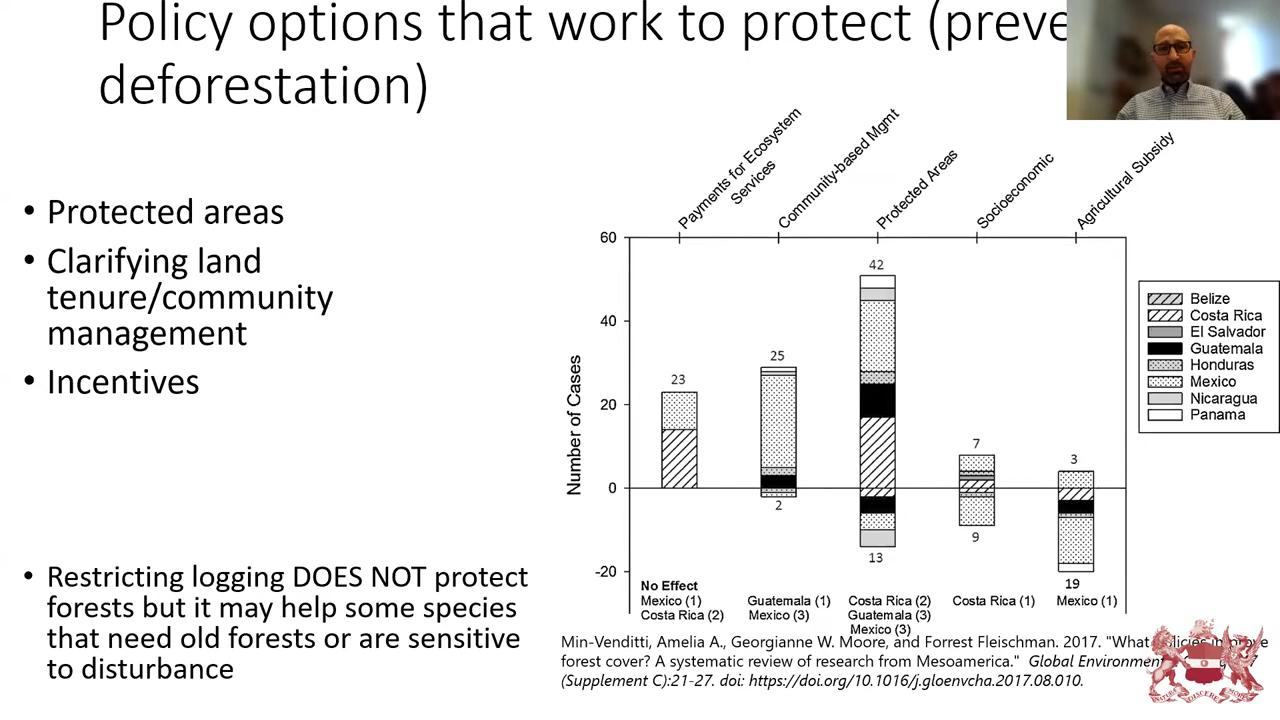 Policy options that work to protect (preve
deforestation)
• Protected areas
• Clarifying land
tenure/community
management
• Incentives
• Restricting logging DOES NOT protect
forests but it may help some species
that need old forests or are sensitive
to disturbance
Payments for Ecosystem
Services
Community-based Mgmt
Protected Areas
Socioeconomic
Agricultural Subsidy
Number of Cases
60
40
20
0
-20
23
25
2
42
13
7
9
3
19
No Effect
Mexico (1)
Costa Rica (2)
Guatemala (1)
Mexico (3)
Costa Rica (2)
Guatemala (3)
Mexico (3)
Costa Rica (1)
Mexico (1)
Belize
Costa Rica
El Salvador
Guatemala
Honduras
Mexico
Nicaragua
Panama
Min-Venditti, Amelia A., Georgianne W. Moore, and Forrest Fleischman. 2017. "What policies improve
forest cover? A systematic review of research from Mesoamerica." Global Environmen
(Supplement C):21-27. doi: https://doi.org/10.1016/j.gloenvcha.2017.08.010.
DISCERE